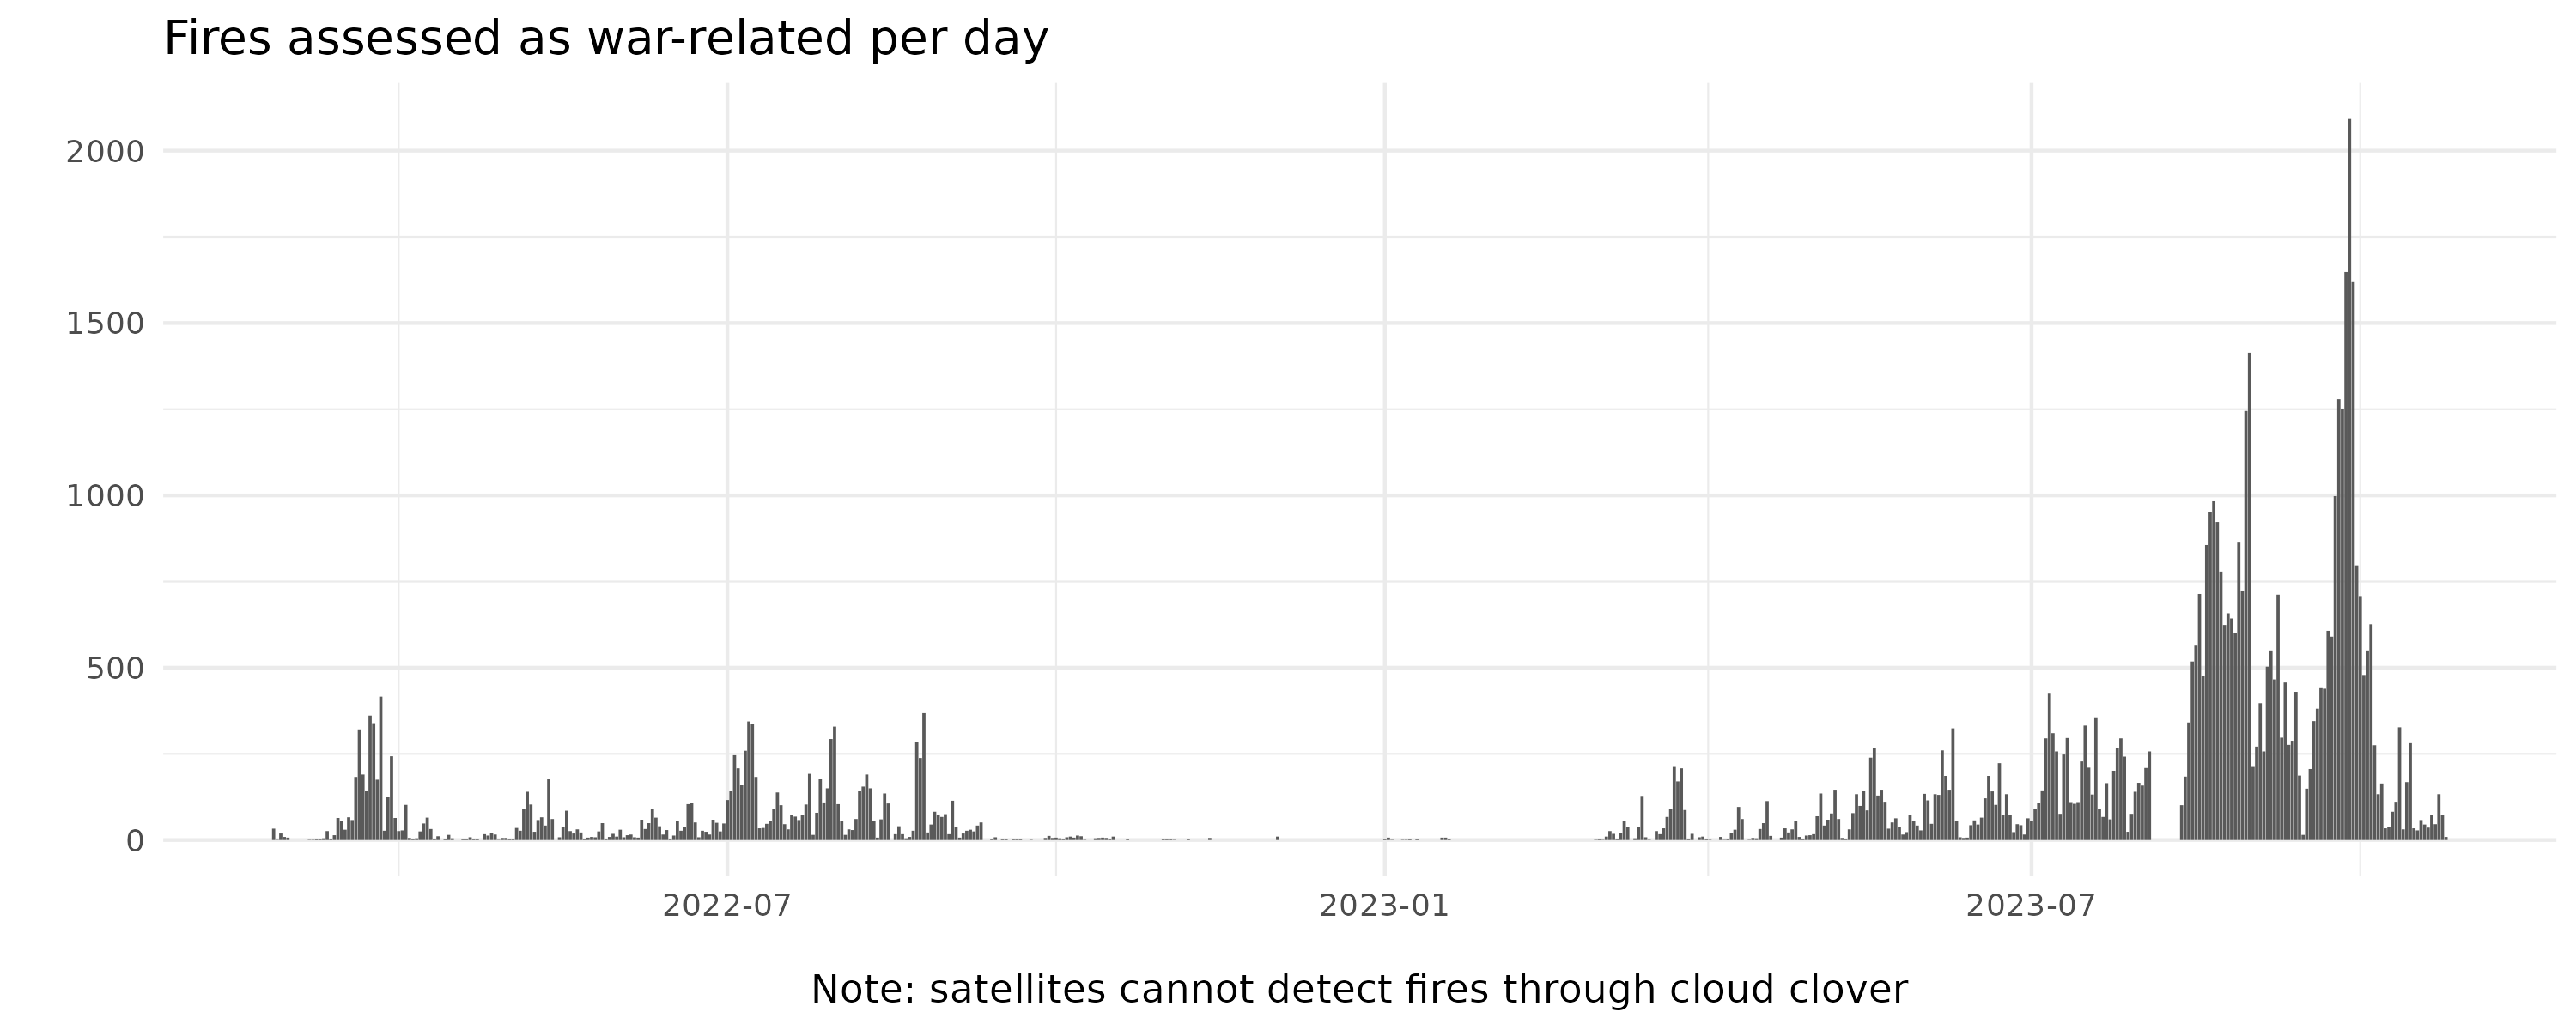 Fires assessed as war-related per day
2000
1500
1000
500
0
2022-07 2023-01 2023-07
Note: satellites cannot detect fires through cloud clover